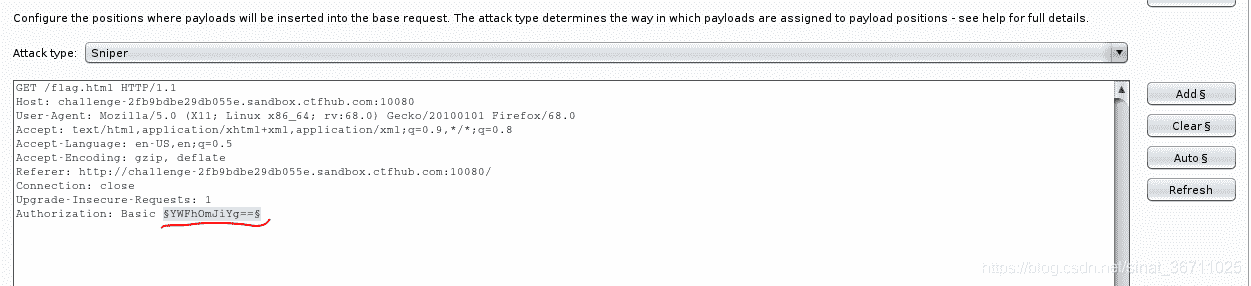 Configure the positions where payloads will be inserted into the base request. The attack type determines the way in which payloads are assigned to payload positions - see help for full details.
Attack type: Sniper
GET /flag.html HTTP/1.1
Host: challenge-2fb9bdbe29db055e.sandbox.ctfhub.com:10080
User-Agent: Mozilla/5.0 (X11; Linux x86_64; rv:68.0) Gecko/20100101 Firefox/68.0
Accept: text/html,application/xhtml+xml,application/xml;q=0.9,*/*;q=0.8
Accept-Language: en-US,en;q=0.5
Accept-Encoding: gzip, deflate
Referer: http://challenge-2fb9bdbe29db055e.sandbox.ctfhub.com:10080/
Connection: close
Upgrade-Insecure-Requests: 1
Authorization: Basic §YWFhOmJiYg==§
Add §
Clear §
Auto §
Refresh
https://blog.csdn.net/sinat_36711025